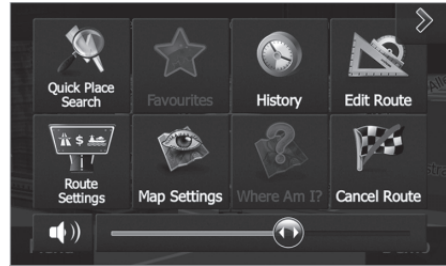 Quick Place
Search
Favourites
History
Edit Route
Route
Settings
Map Settings
Where Am I?
Cancel Route